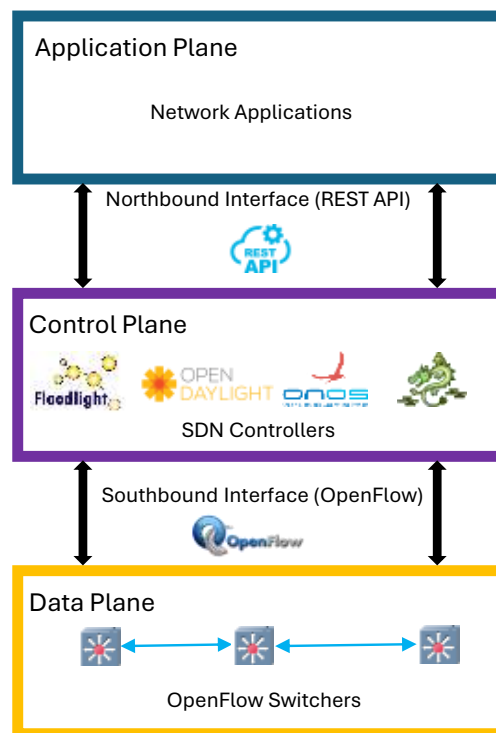 Application Plane
Network Applications
Northbound Interface (REST API)
REST
API
Control Plane
Floodlight
OPEN
DAYLIGHT
onos
SDN Controllers
Southbound Interface (OpenFlow)
OpenFlow
Data Plane
OpenFlow Switchers